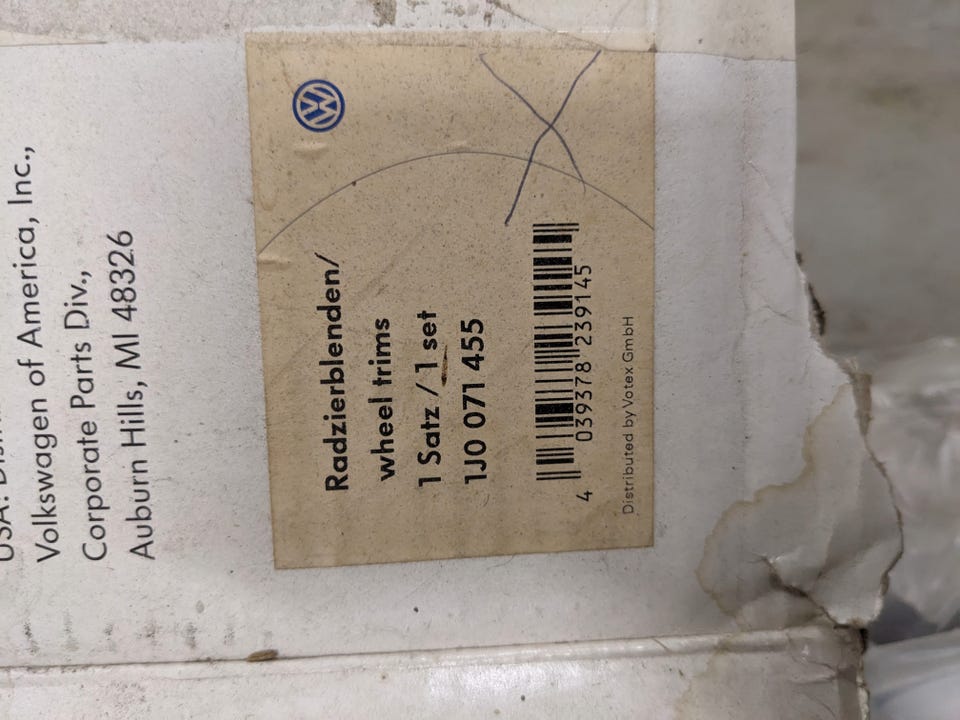 Volkswagen of America, Inc.,
Corporate Parts Div.,
Auburn Hills, MI 48326
Radzierblenden/
wheel trims
1 Satz / 1 set
1J0 071 455
4 039378 239145
Distributed by Votex GmbH